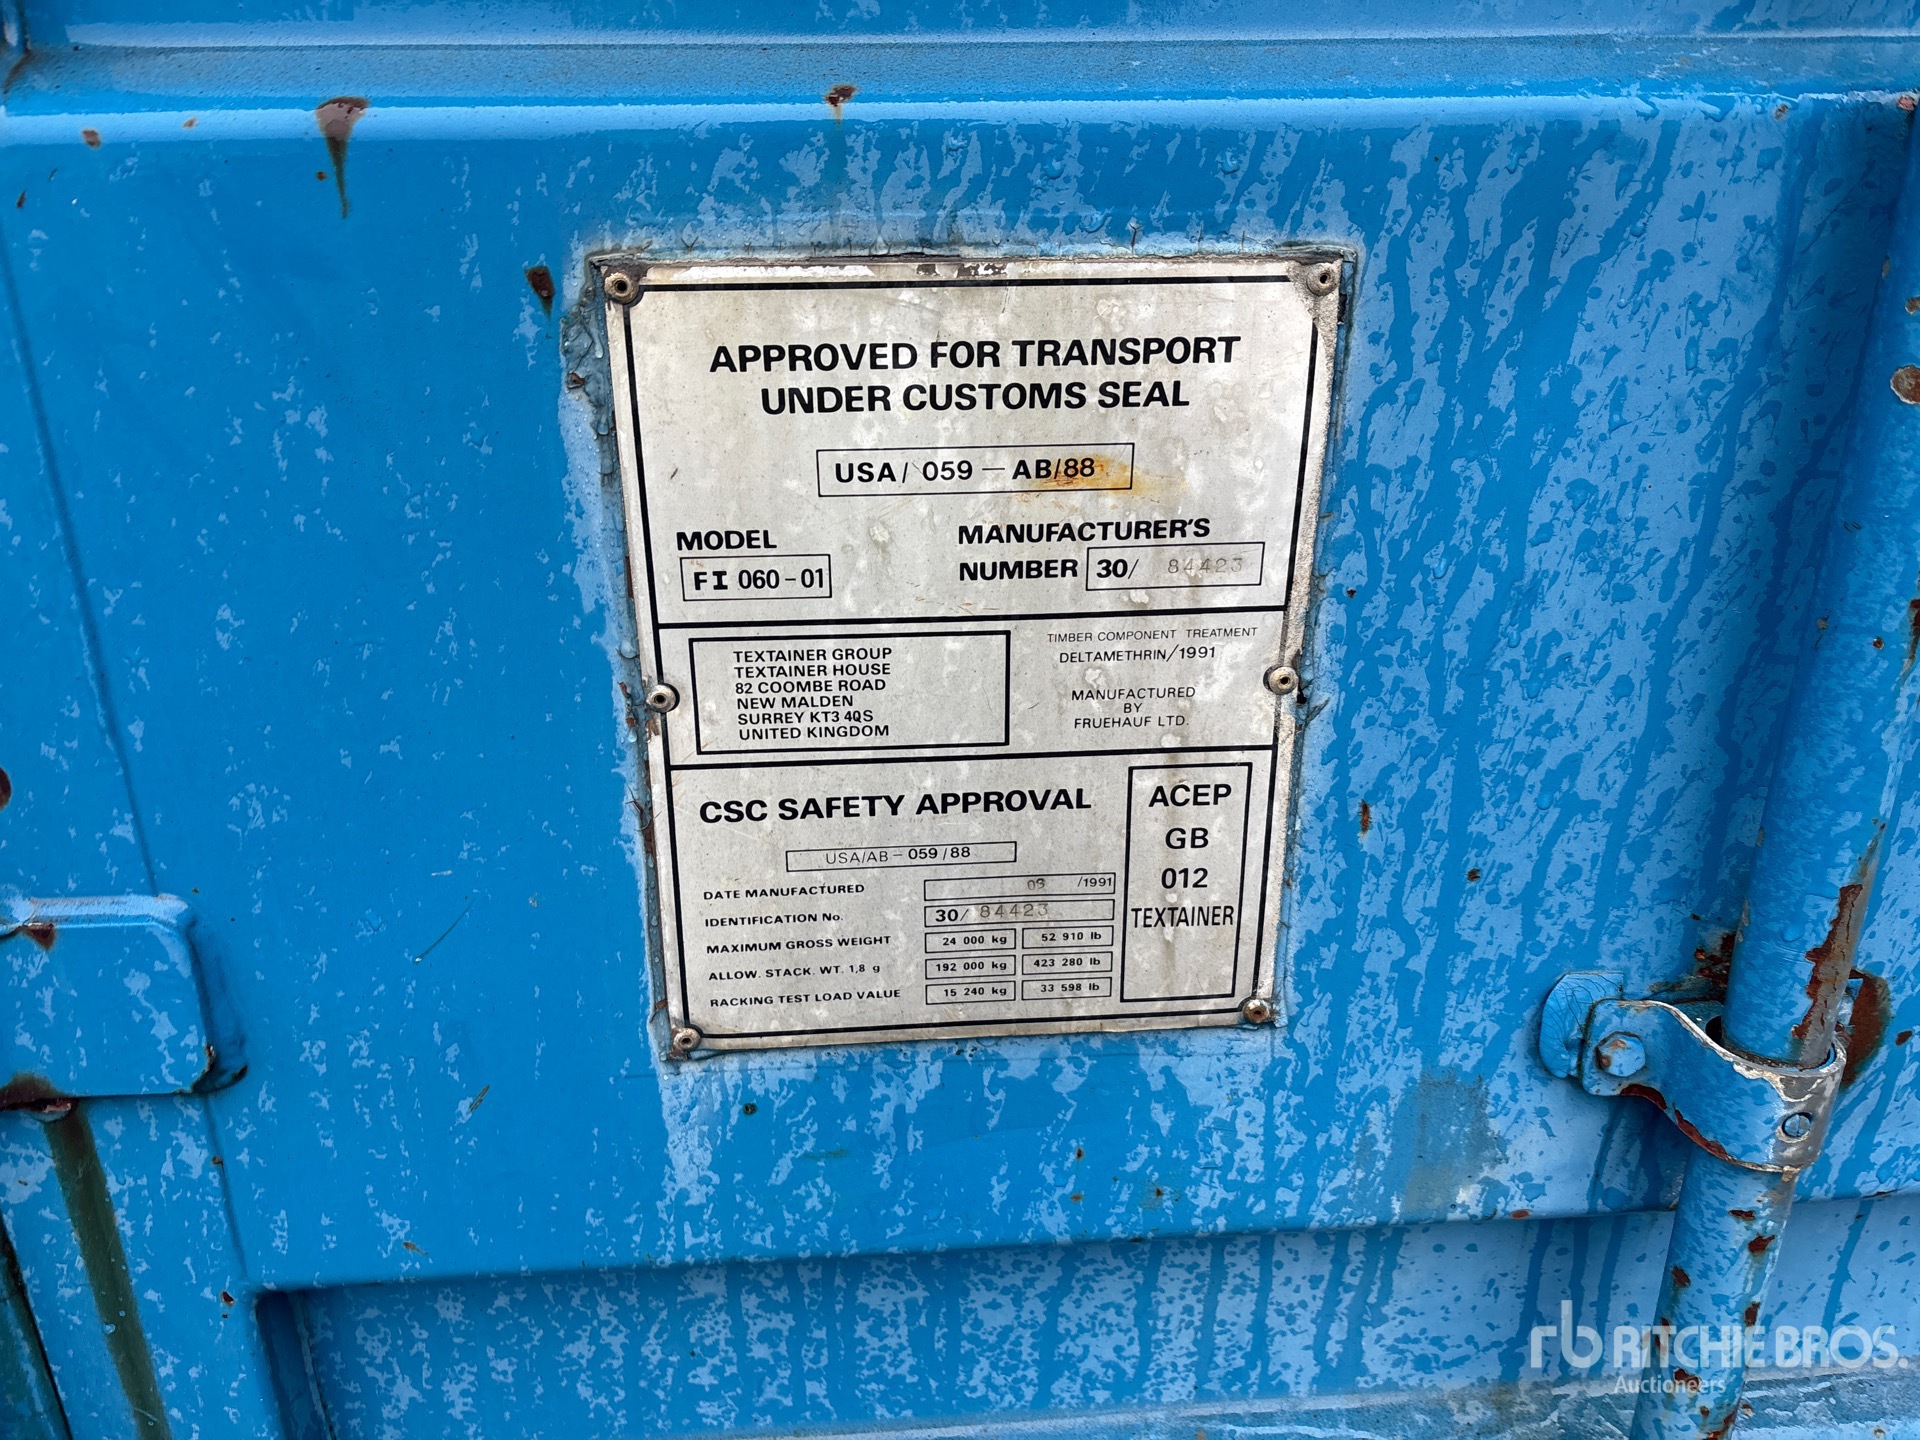 APPROVED FOR TRANSPORT
UNDER CUSTOMS SEAL
USA/ 059 — AB/88
MODEL
FI 060-01
MANUFACTURER'S
NUMBER 30/ 84423
TEXTAINER GROUP
TEXTAINER HOUSE
82 COOMBE ROAD
NEW MALDEN
SURREY KT3 4QS
UNITED KINGDOM
TIMBER COMPONENT TREATMENT
DELTAMETHRIN/1991
MANUFACTURED
BY
FRUEHAUF LTD.
CSC SAFETY APPROVAL
USA/AB-059/88
DATE MANUFACTURED /1991
IDENTIFICATION No. 30/ 84423
MAXIMUM GROSS WEIGHT 24 000 kg 52 910 lb
ALLOW. STACK. WT. 1,8 g 192 000 kg 423 280 lb
RACKING TEST LOAD VALUE 15 240 kg 33 598 lb
ACEP
GB
012
TEXTAINER
rb RITCHIE BROS.
Auctioneers